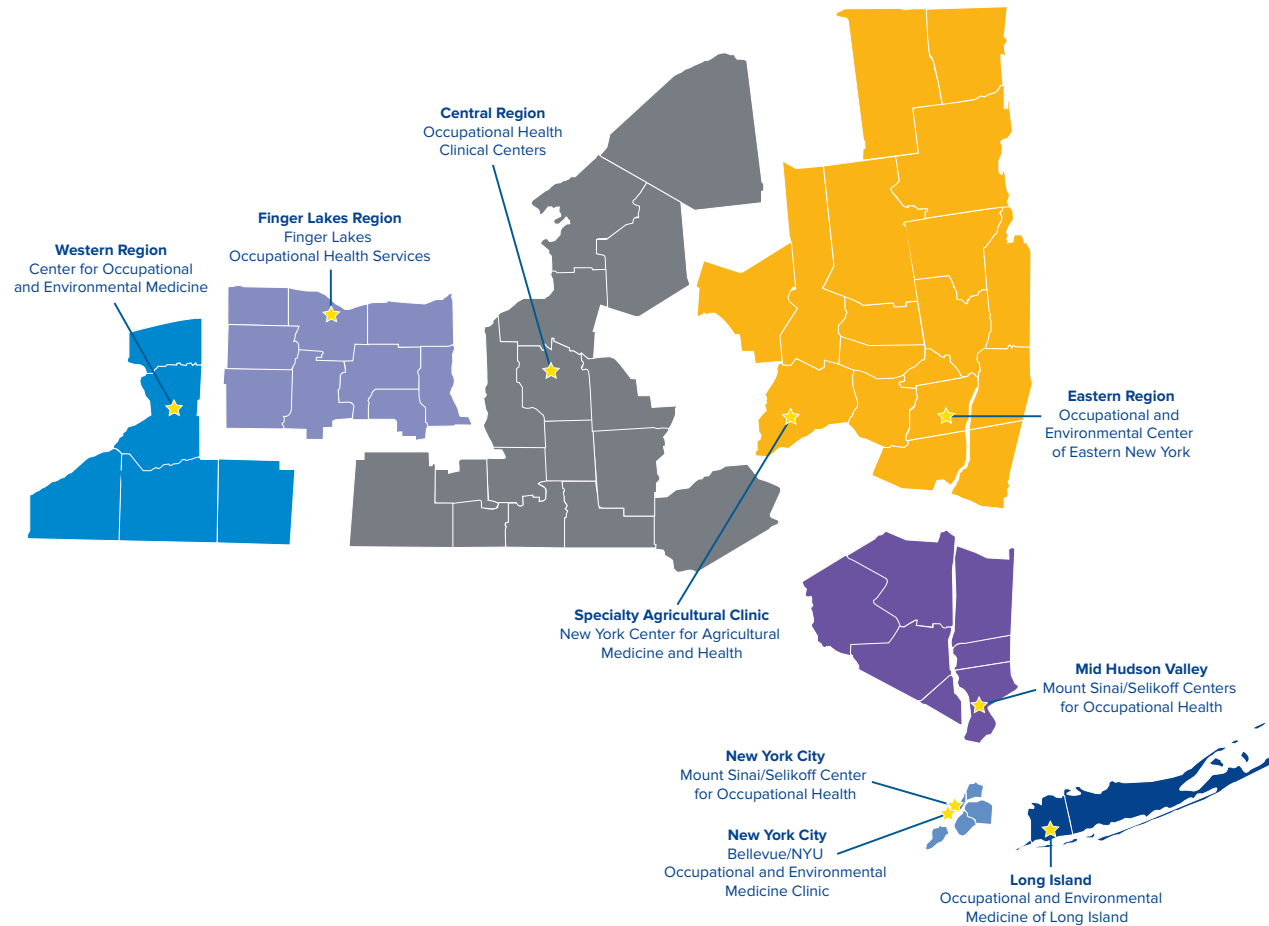 Central Region
Occupational Health
Clinical Centers
Finger Lakes Region
Finger Lakes
Occupational Health Services
Western Region
Center for Occupational
and Environmental Medicine
Eastern Region
Occupational and
Environmental Center
of Eastern New York
Specialty Agricultural Clinic
New York Center for Agricultural
Medicine and Health
Mid Hudson Valley
Mount Sinai/Selikoff Centers
for Occupational Health
New York City
Mount Sinai/Selikoff Center
for Occupational Health
New York City
Bellevue/NYU
Occupational and Environmental
Medicine Clinic
Long Island
Occupational and Environmental
Medicine of Long Island